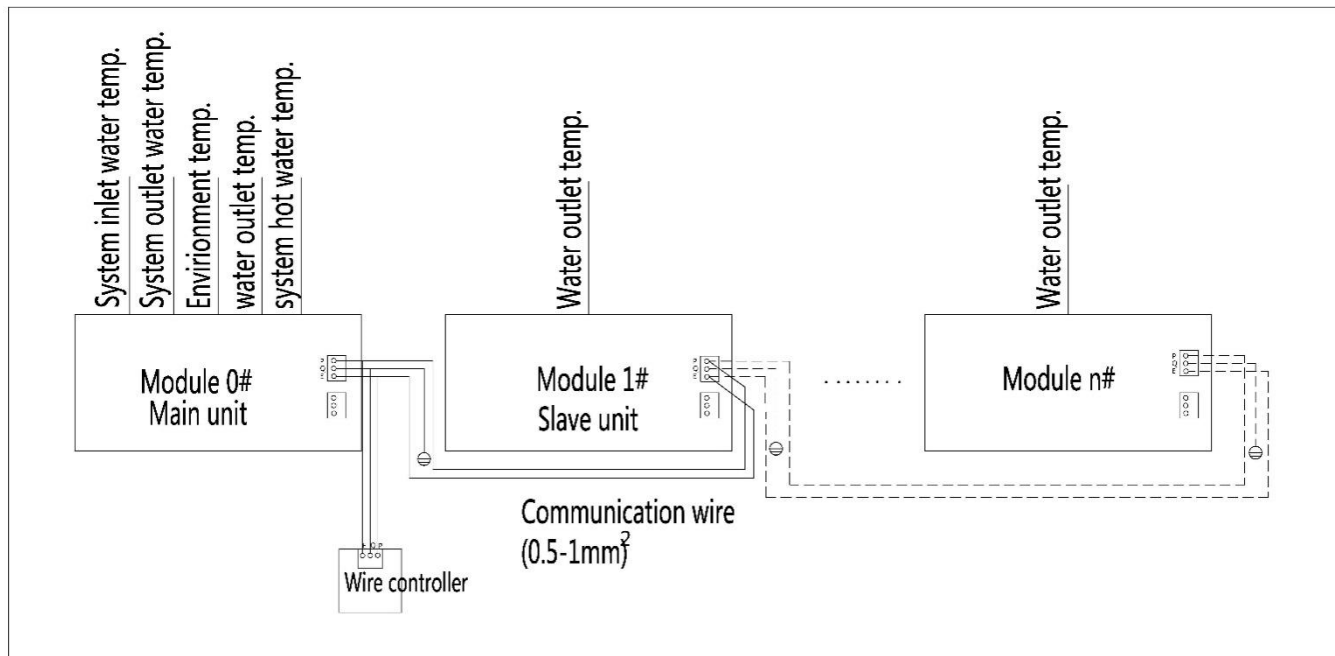 System inlet water temp.
System outlet water temp.
Envirionment temp.
water outlet temp.
system hot water temp.
Water outlet temp.
Water outlet temp.
Module 0#
Main unit
P
Q
E
Module 1#
Slave unit
P
Q
E
........
Module n#
P
Q
E
Communication wire
(0.5-1mm)2
E Q P
Wire controller